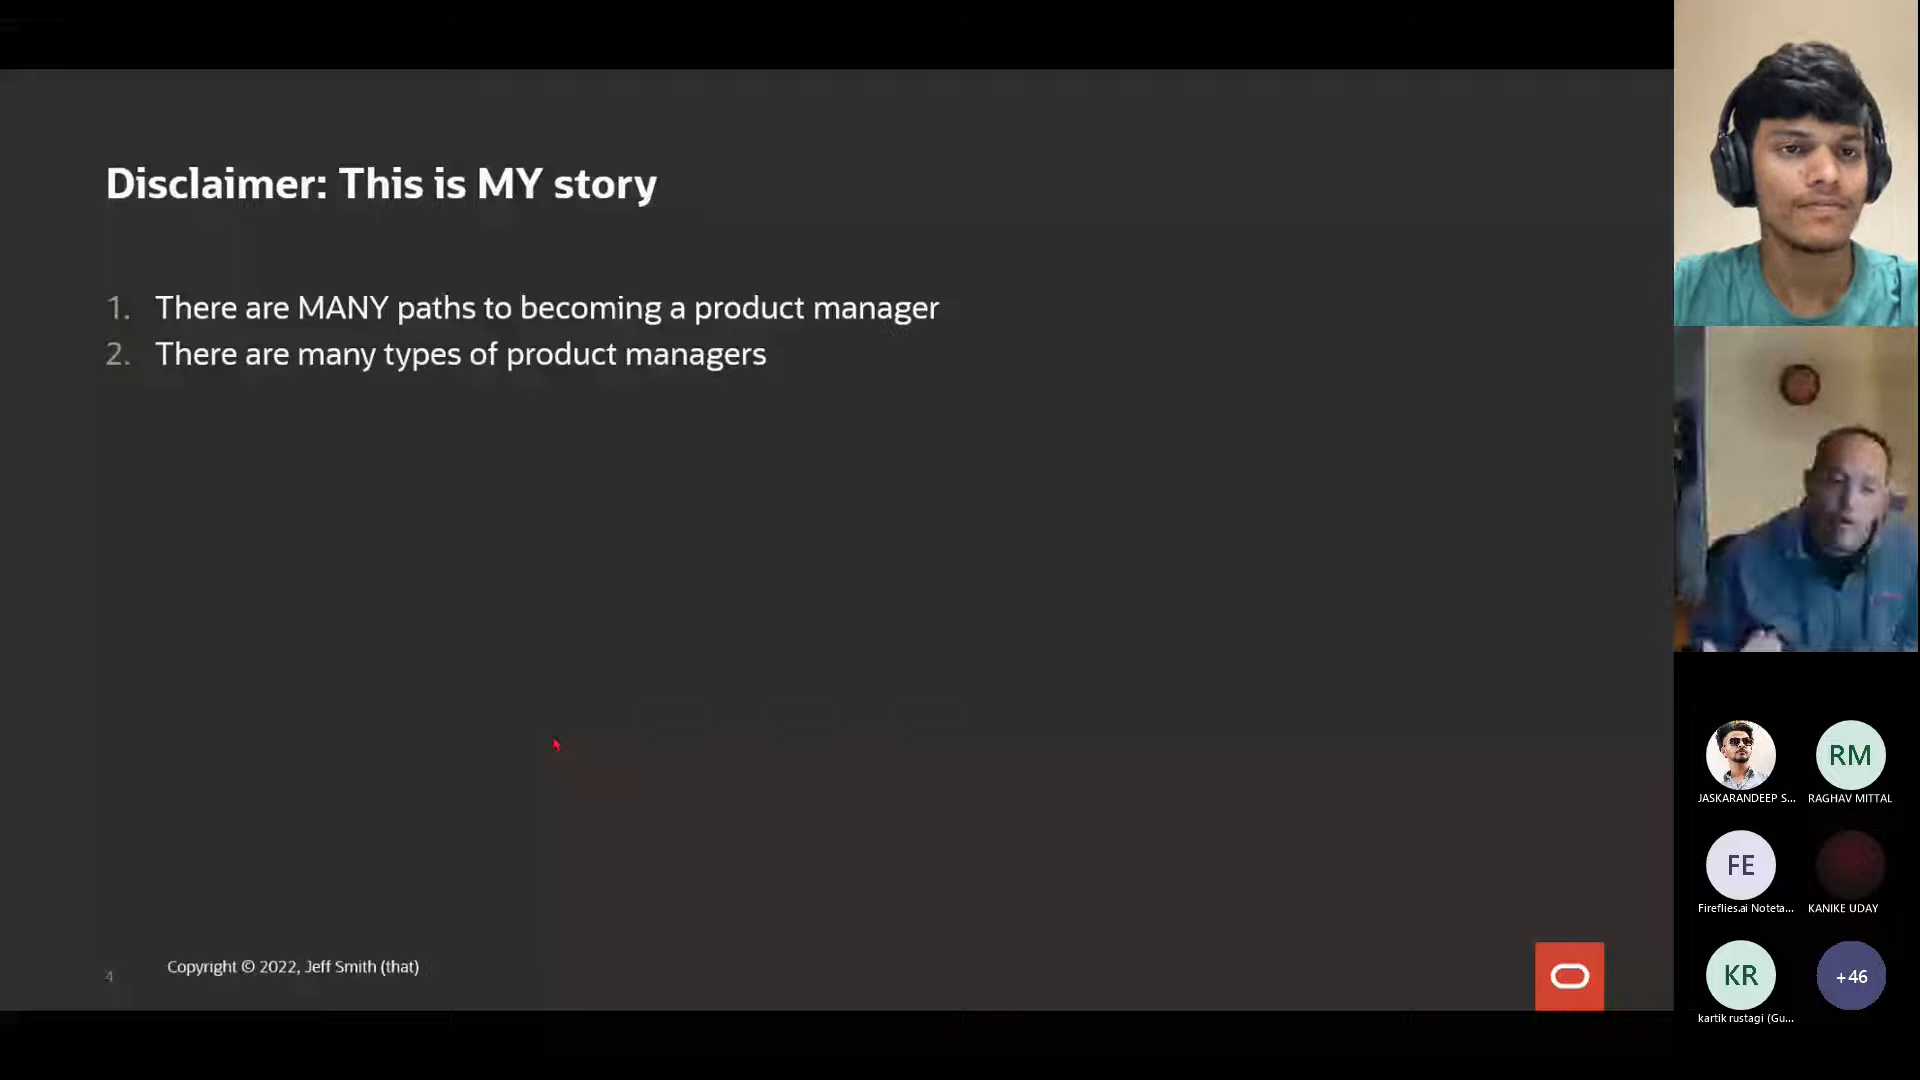 Disclaimer: This is MY story
1. There are MANY paths to becoming a product manager
2. There are many types of product managers
4
Copyright © 2022, Jeff Smith (that)
JASKARANDEEP S...
RM
RAGHAV MITTAL
FE
Fireflies.ai Noteta...
KANIKE UDAY
KR
kartik rustagi (Gu...
+46